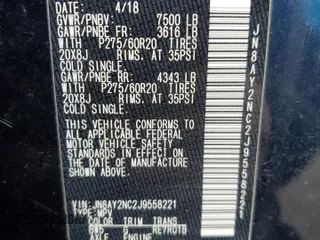 DATE: 4/18
GVWR/PNBV: 7500 LB
GAWR/PNBE FR: 3616 LB
WITH P275/60R20 TIRES
20X8J RIMS, AT 35PSI
COLD SINGLE.
GAWR/PNBE RR: 4343 LB
WITH P275/60R20 TIRES
20X8J RIMS, AT 35PSI
COLD SINGLE.
THIS VEHICLE CONFORMS TO
ALL APPLICABLE FEDERAL
MOTOR VEHICLE SAFETY
STANDARDS IN EFFECT ON
THE DATE OF MANUFACTURE
SHOWN ABOVE.
VIN: JN8AY2NC2J9558221
TYPE: MPV
COLOR TRIM TRANS
BW5 G RE7R01B
AXLE ENGINE
JN8AY2NC2J9558221